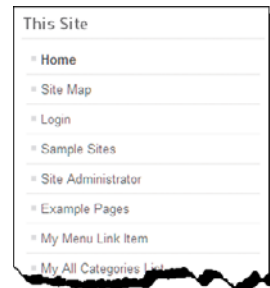 This Site
Home
Site Map
Login
Sample Sites
Site Administrator
Example Pages
My Menu Link Item
My All Categories List